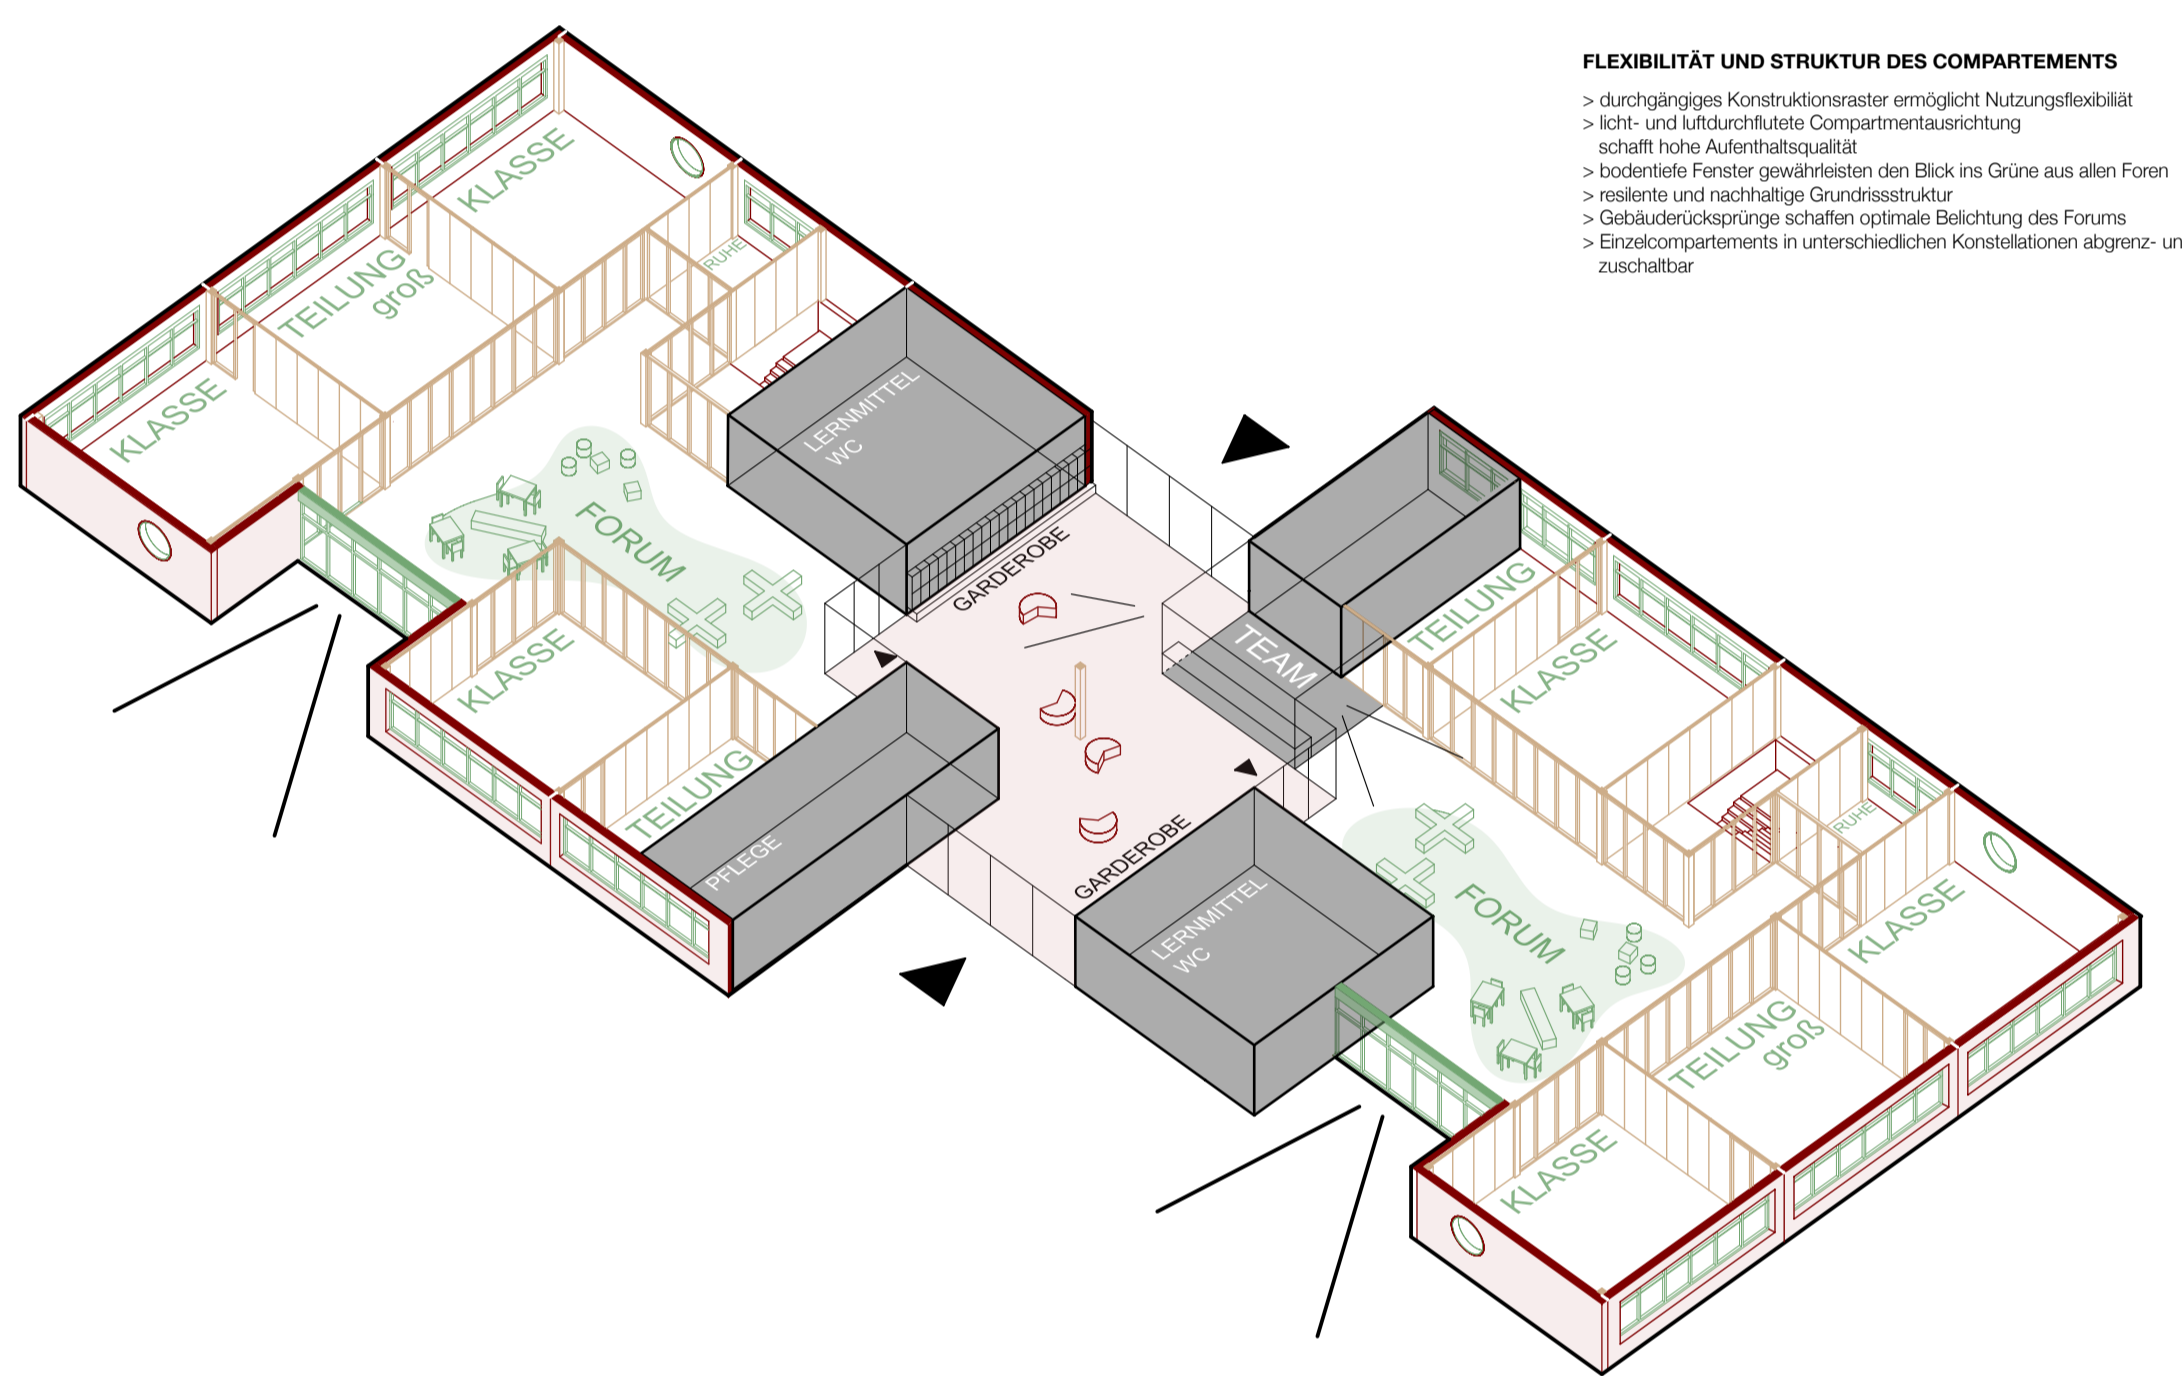 FLEXIBILITÄT UND STRUKTUR DES COMPARTEMENTS
> durchgängiges Konstruktionsraster ermöglicht Nutzungsflexibiliät
> licht- und luftdurchflutete Compartmentausrichtung
schafft hohe Aufenthaltsqualität
> bodentiefe Fenster gewährleisten den Blick ins Grüne aus allen Foren
> resilente und nachhaltige Grundrissstruktur
> Gebäuderücksprünge schaffen optimale Belichtung des Forums
> Einzelcompartements in unterschiedlichen Konstellationen abgrenz- un
zuschaltbar
KLASSE
RUHE
TEILUNG
groß
KLASSE
LERNMITTEL
WC
FORUM
GARDEROBE
KLASSE
TEILUNG
PFLEGE
TEAM
TEILUNG
KLASSE
GARDEROBE
LERNMITTEL
WC
FORUM
RUHE
KLASSE
TEILUNG
groß
KLASSE